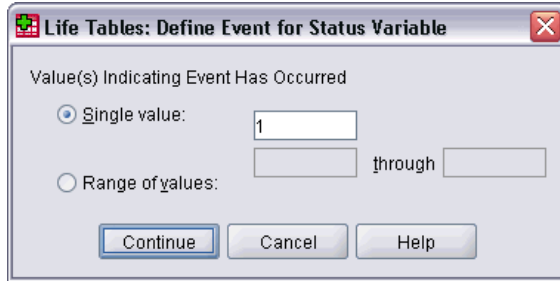 Life Tables: Define Event for Status Variable
Value(s) Indicating Event Has Occurred
Single value:
1
through
Range of values:
Continue Cancel Help